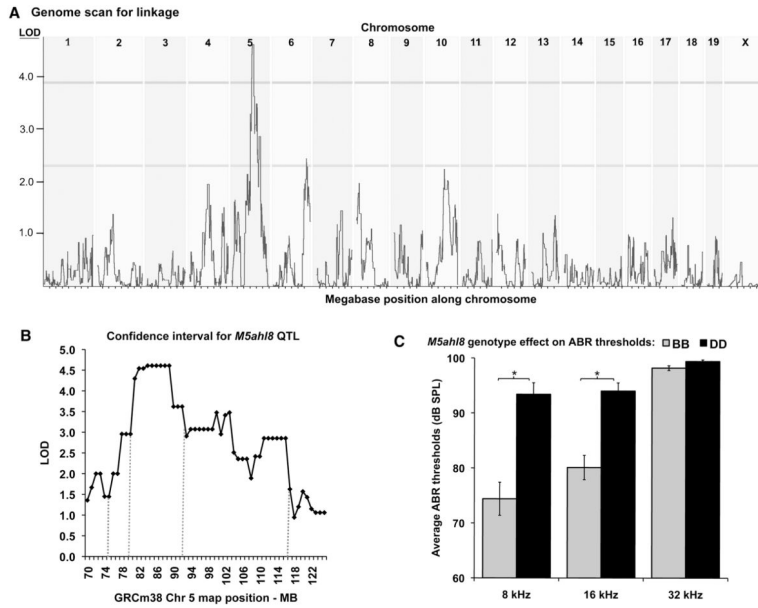 A Genome scan for linkage
Chromosome
LOD
1 2 3 4 5 6 7 8 9 10 11 12 13 14 15 16 17 18 19 X
4.0
3.0
2.0
1.0
Megabase position along chromosome
B Confidence interval for M5ahl8 QTL
5.0
4.5
4.0
3.5
3.0
2.5
2.0
1.5
1.0
0.5
0.0
LOD
70 74 78 82 86 90 94 98 102 106 110 114 118 122
GRCm38 Chr 5 map position - MB
C M5ahl8 genotype effect on ABR thresholds: BB DD
100
90
80
70
60
Average ABR thresholds (dB SPL)
* *
8 kHz 16 kHz 32 kHz